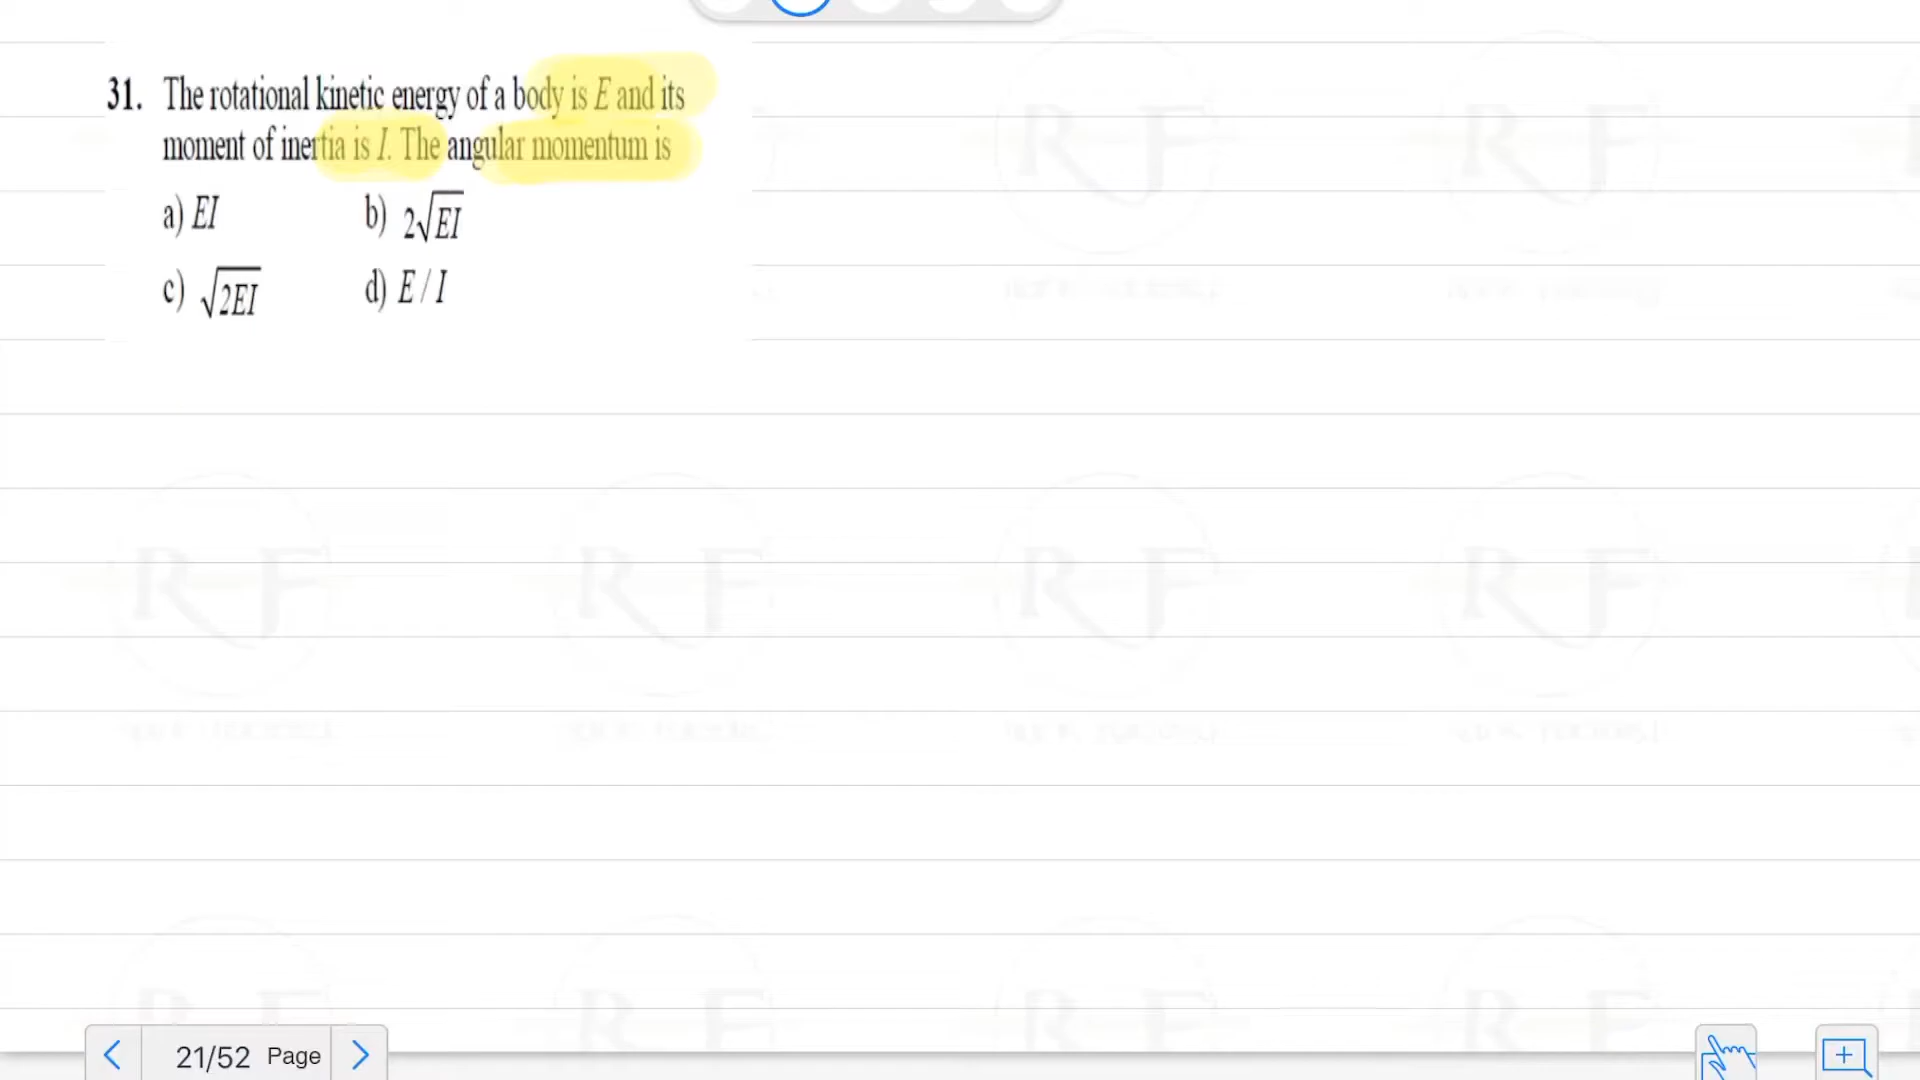 31. The rotational kinetic energy of a body is E and its
moment of inertia is I. The angular momentum is
a) EI b) 2√EI
c) √2EI d) E / I
R F
R F
R F
R F
R F
R F
R F
R F
R F
R F
21/52 Page